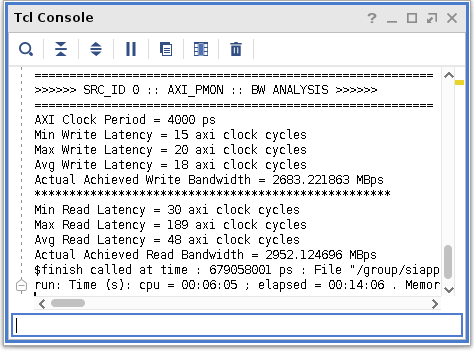 Tcl Console
? _ □ X
==========================================================
>>>>>> SRC_ID 0 :: AXI_PMON :: BW ANALYSIS >>>>>>
==========================================================
AXI Clock Period = 4000 ps
Min Write Latency = 15 axi clock cycles
Max Write Latency = 20 axi clock cycles
Avg Write Latency = 18 axi clock cycles
Actual Achieved Write Bandwidth = 2683.221863 MBps
***************************************************
Min Read Latency = 30 axi clock cycles
Max Read Latency = 189 axi clock cycles
Avg Read Latency = 48 axi clock cycles
Actual Achieved Read Bandwidth = 2952.124696 MBps
$finish called at time : 679058001 ps : File "/group/siapp
run: Time (s): cpu = 00:06:05 ; elapsed = 00:14:06 . Memor